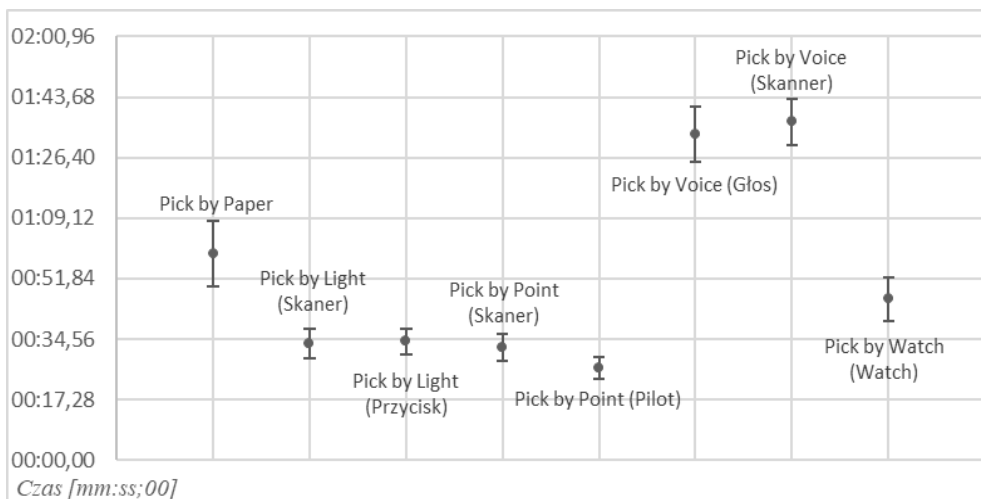 02:00,96
01:43,68
01:26,40
01:09,12
00:51,84
00:34,56
00:17,28
00:00,00
Pick by Paper
Pick by Light
(Skaner)
Pick by Light
(Przycisk)
Pick by Point
(Skaner)
Pick by Point (Pilot)
Pick by Voice (Głos)
Pick by Voice
(Skanner)
Pick by Watch
(Watch)
Czas [mm:ss;00]